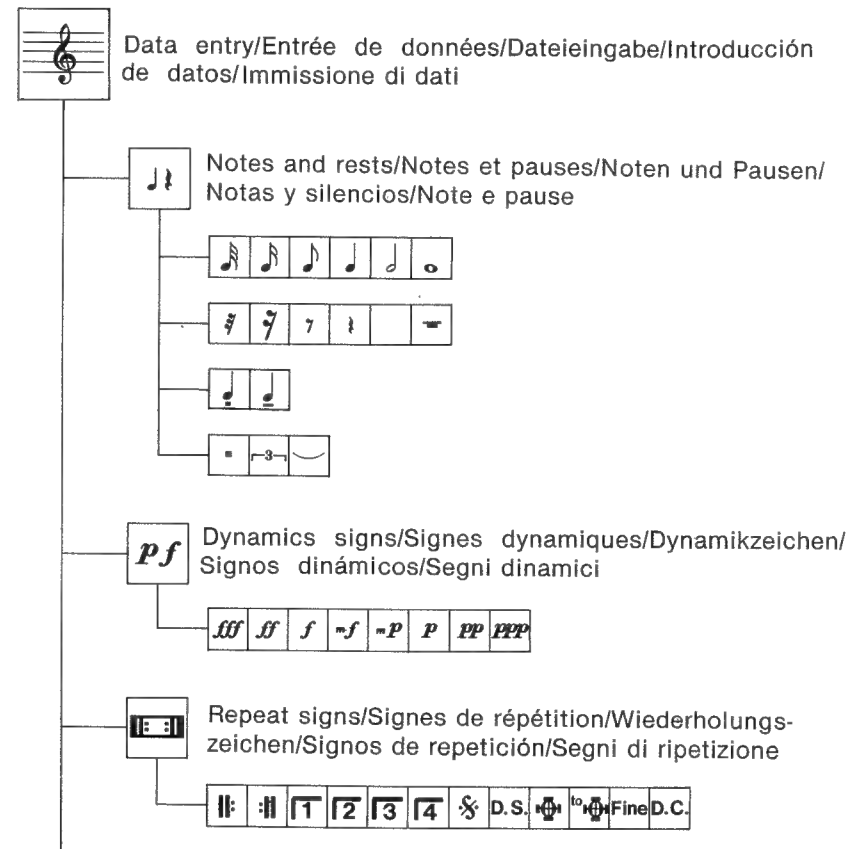 Data entry/Entrée de données/Dateieingabe/Introducción
de datos/Immissione di dati
Notes and rests/Notes et pauses/Noten und Pausen/
Notas y silencios/Note e pause
3
p f
Dynamics signs/Signes dynamiques/Dynamikzeichen/
Signos dinámicos/Segni dinamici
fff ff f mf mp p pp ppp
Repeat signs/Signes de répétition/Wiederholungs-
zeichen/Signos de repetición/Segni di ripetizione
1 2 3 4 D.S. to Fine D.C.